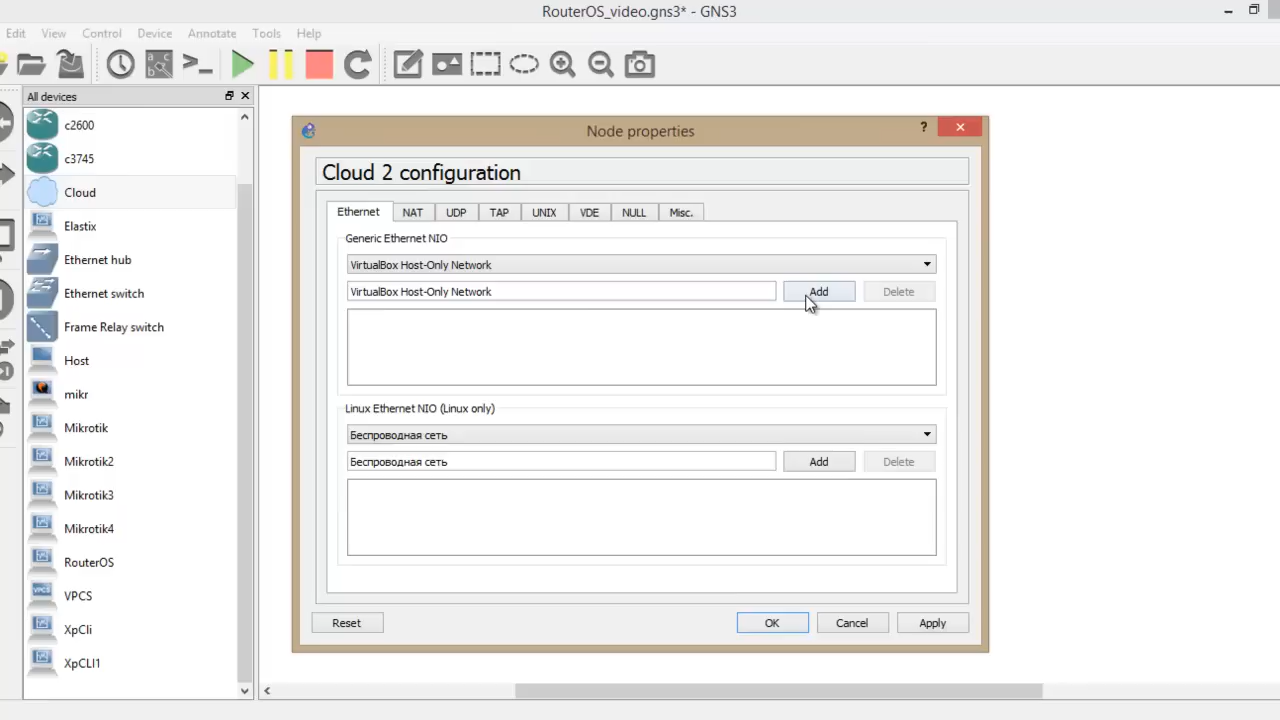 RouterOS_video.gns3* - GNS3
Edit View Control Device Annotate Tools Help
All devices
c2600
c3745
Cloud
Elastix
Ethernet hub
Ethernet switch
Frame Relay switch
Host
mikr
Mikrotik
Mikrotik2
Mikrotik3
Mikrotik4
RouterOS
VPCS
XpCli
XpCLI1
Node properties
?
Cloud 2 configuration
Ethernet NAT UDP TAP UNIX VDE NULL Misc.
Generic Ethernet NIO
VirtualBox Host-Only Network
VirtualBox Host-Only Network Add Delete
Linux Ethernet NIO (Linux only)
Беспроводная сеть
Беспроводная сеть Add Delete
Reset OK Cancel Apply